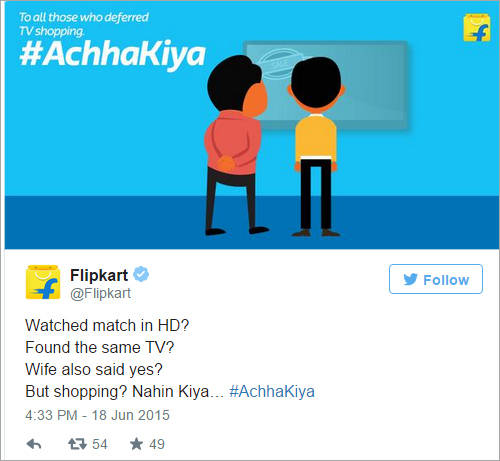 To all those who deferred
TV shopping.
#AchhaKiya
SALE
Flipkart
@Flipkart
Follow
Watched match in HD?
Found the same TV?
Wife also said yes?
But shopping? Nahin Kiya... #AchhaKiya
4:33 PM - 18 Jun 2015
54 49